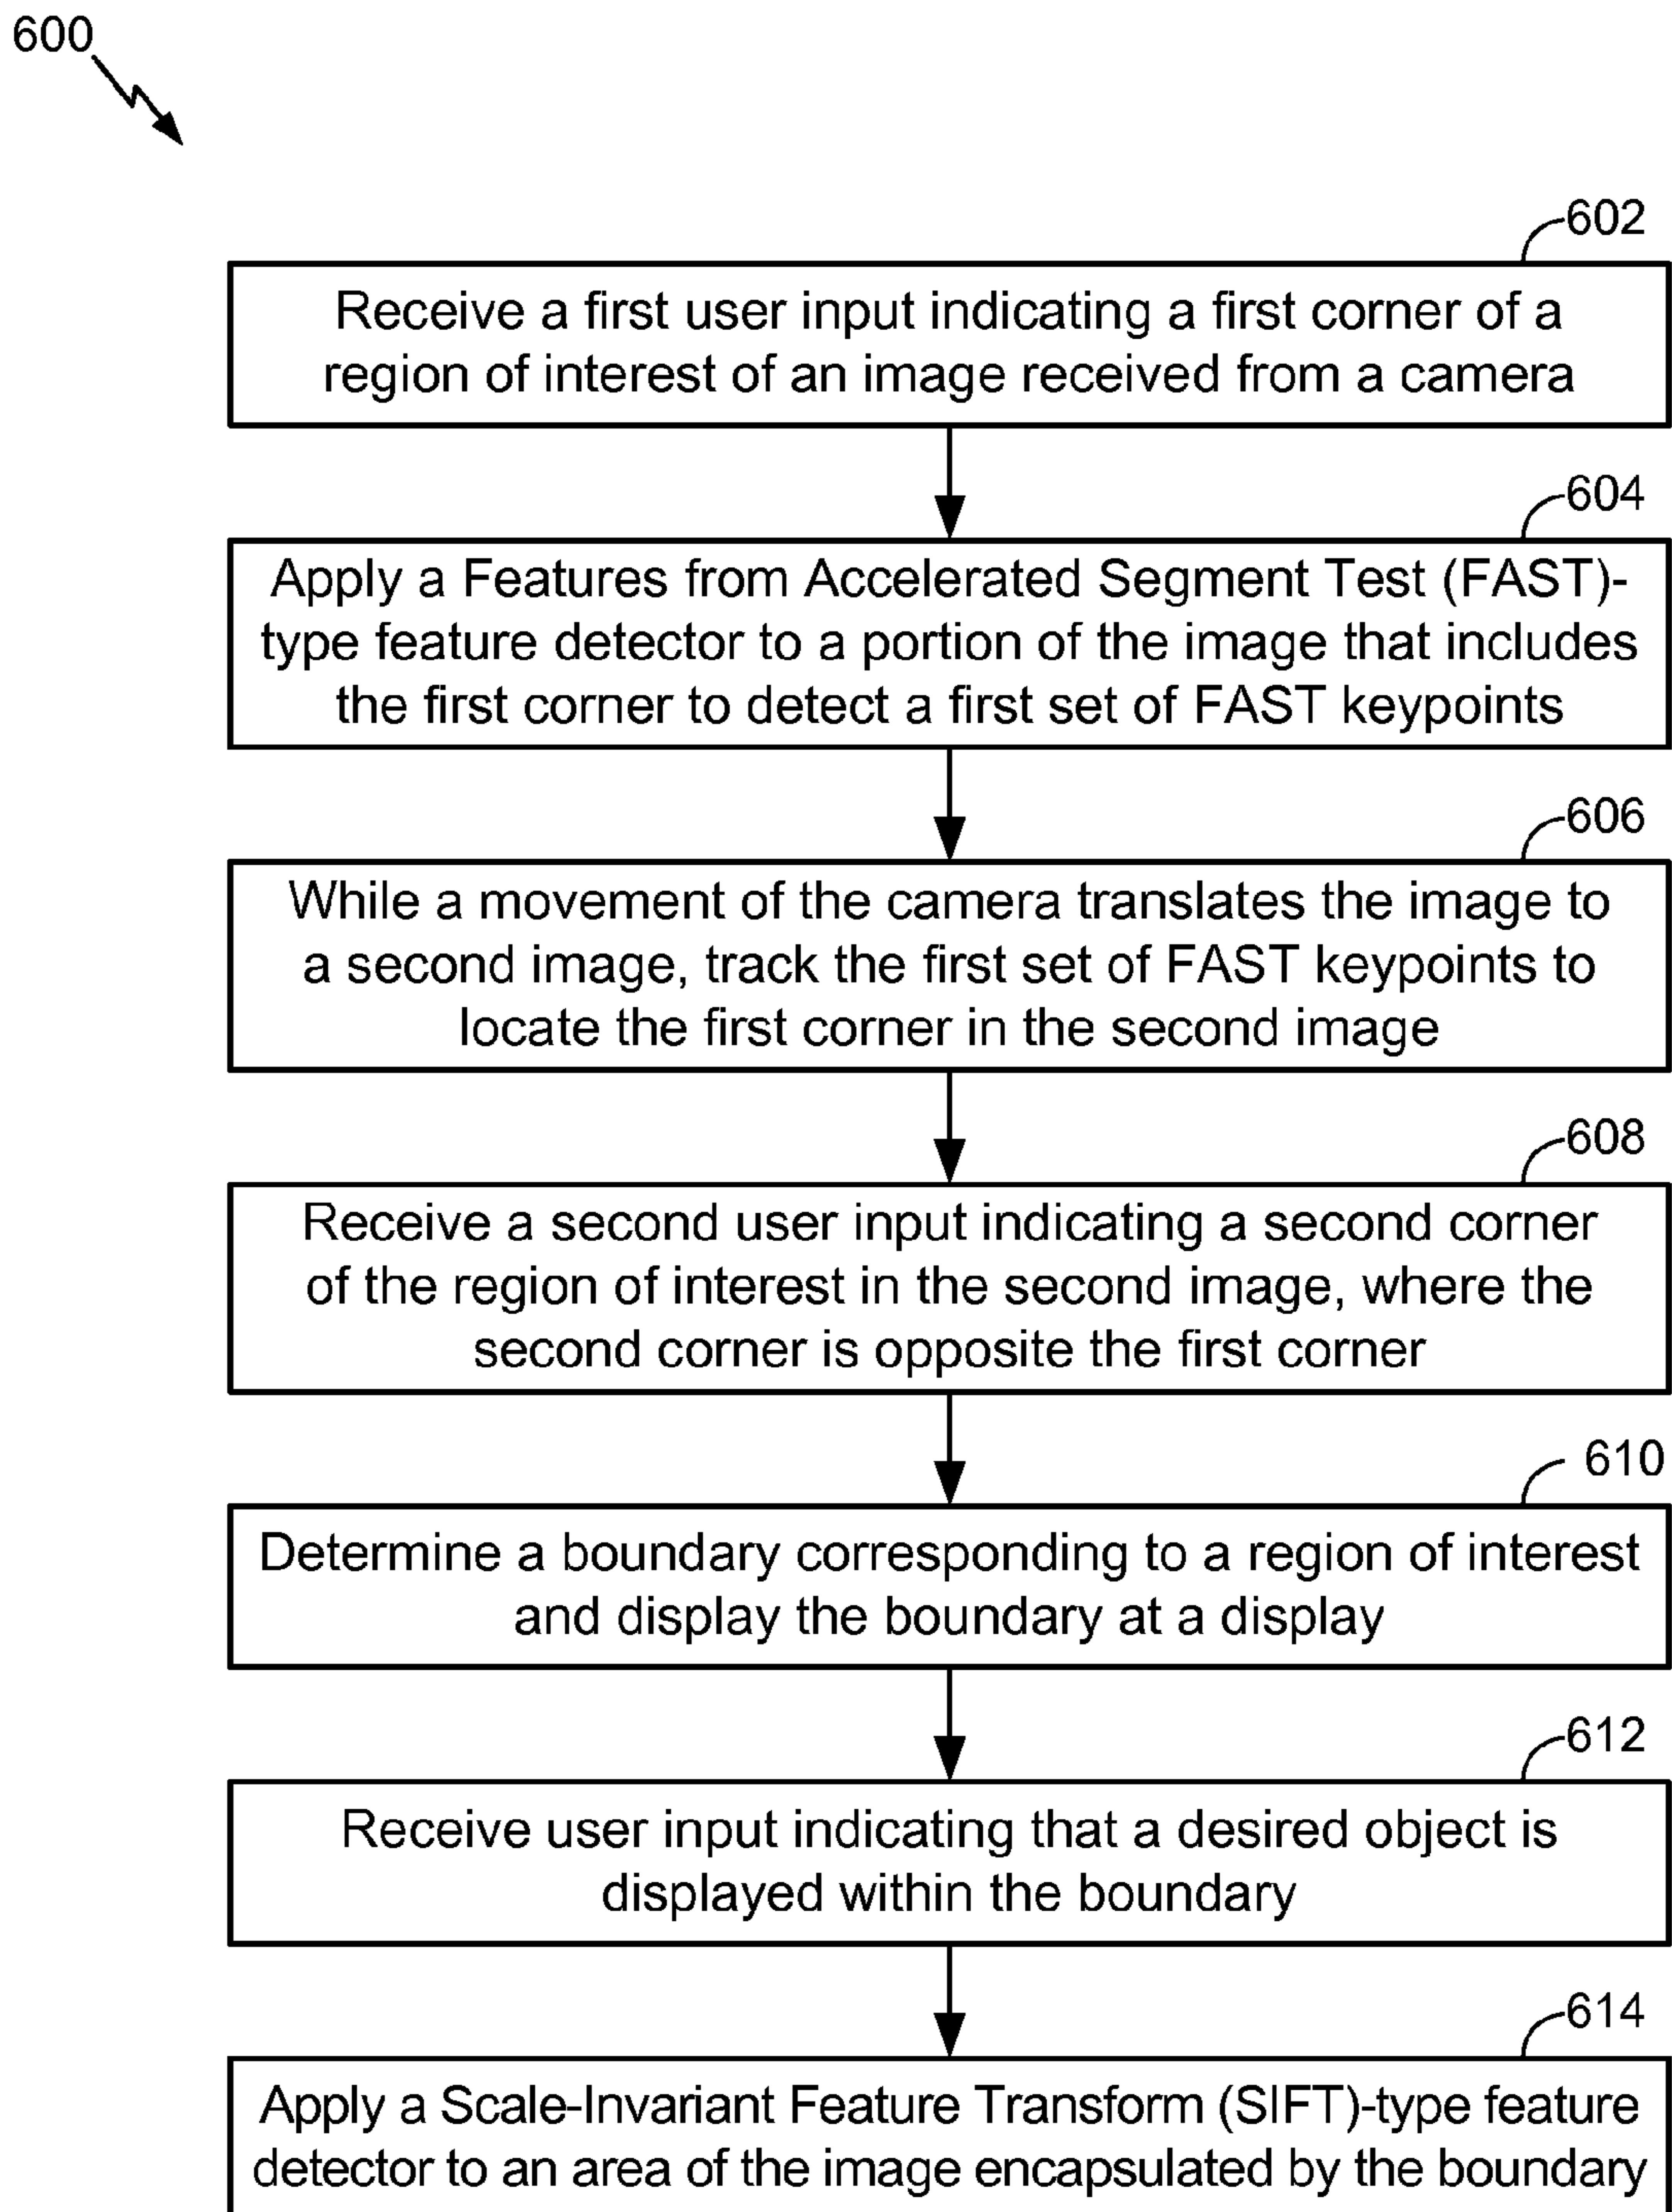 600
602
Receive a first user input indicating a first corner of a
region of interest of an image received from a camera
604
Apply a Features from Accelerated Segment Test (FAST)-
type feature detector to a portion of the image that includes
the first corner to detect a first set of FAST keypoints
606
While a movement of the camera translates the image to
a second image, track the first set of FAST keypoints to
locate the first corner in the second image
608
Receive a second user input indicating a second corner
of the region of interest in the second image, where the
second corner is opposite the first corner
610
Determine a boundary corresponding to a region of interest
and display the boundary at a display
612
Receive user input indicating that a desired object is
displayed within the boundary
614
Apply a Scale-Invariant Feature Transform (SIFT)-type feature
detector to an area of the image encapsulated by the boundary